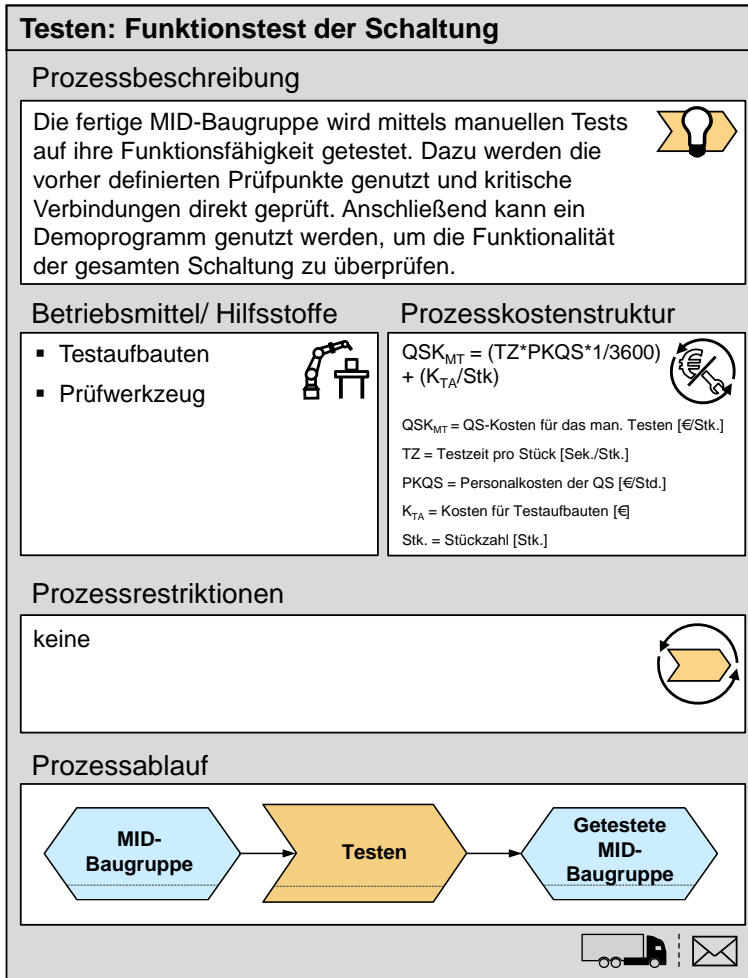 Testen: Funktionstest der Schaltung
Prozessbeschreibung
Die fertige MID-Baugruppe wird mittels manuellen Tests
auf ihre Funktionsfähigkeit getestet. Dazu werden die
vorher definierten Prüfpunkte genutzt und kritische
Verbindungen direkt geprüft. Anschließend kann ein
Demoprogramm genutzt werden, um die Funktionalität
der gesamten Schaltung zu überprüfen.
Betriebsmittel/ Hilfsstoffe
▪ Testaufbauten
▪ Prüfwerkzeug
Prozesskostenstruktur
QSK_MT = (TZ*PKQS*1/3600)
+ (K_TA/Stk)
QSK_MT = QS-Kosten für das man. Testen [€/Stk.]
TZ = Testzeit pro Stück [Sek./Stk.]
PKQS = Personalkosten der QS [€/Std.]
K_TA = Kosten für Testaufbauten [€]
Stk. = Stückzahl [Stk.]
Prozessrestriktionen
keine
Prozessablauf
MID-
Baugruppe
Testen
Getestete
MID-
Baugruppe